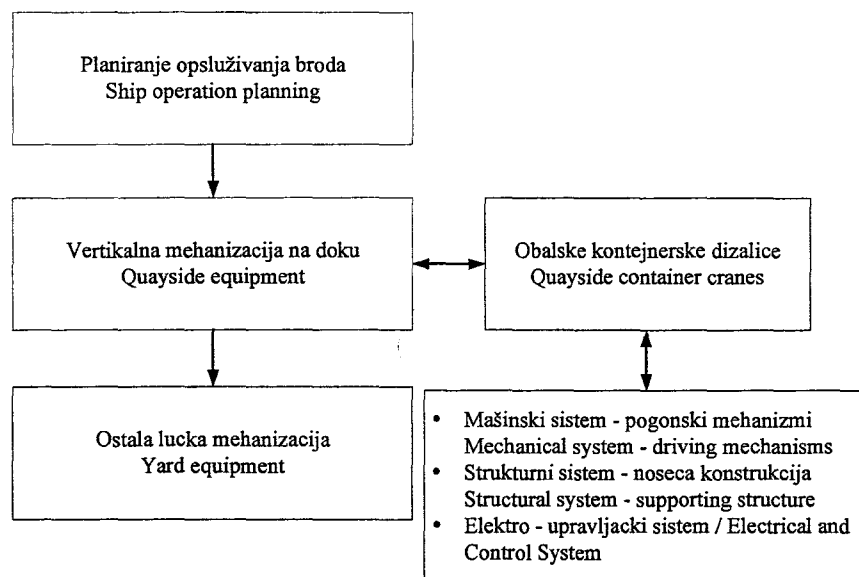 Planiranje opsluživanja broda
Ship operation planning
Vertikalna mehanizacija na doku
Quayside equipment
Obalske kontejnerske dizalice
Quayside container cranes
Ostala lucka mehanizacija
Yard equipment
• Mašinski sistem - pogonski mehanizmi
Mechanical system - driving mechanisms
• Strukturni sistem - noseca konstrukcija
Structural system - supporting structure
• Elektro - upravljacki sistem / Electrical and
Control System